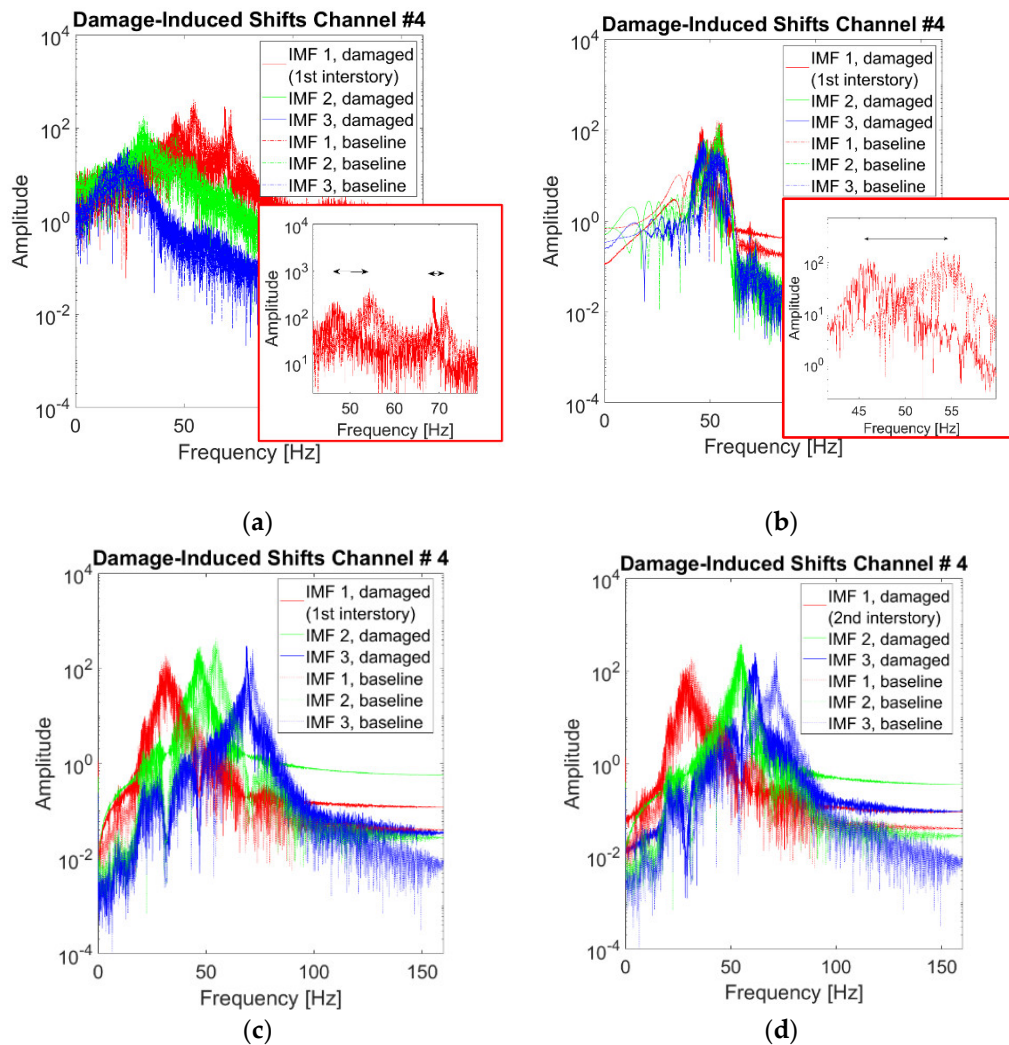 (a)
Damage-Induced Shifts Channel #4
10^4
10^2
10^0
10^-2
10^-4
Amplitude
IMF 1, damaged
(1st interstory)
IMF 2, damaged
IMF 3, damaged
IMF 1, baseline
IMF 2, baseline
IMF 3, baseline
0
50
Frequency [Hz]
10^4
10^3
10^2
10^1
Amplitude
50
60
70
Frequency [Hz]
(a)
(b)
Damage-Induced Shifts Channel #4
10^4
10^2
10^0
10^-2
10^-4
Amplitude
IMF 1, damaged
(1st interstory)
IMF 2, damaged
IMF 3, damaged
IMF 1, baseline
IMF 2, baseline
IMF 3, baseline
0
50
Frequency [Hz]
10^2
10^1
10^0
Amplitude
45
50
55
Frequency [Hz]
(b)
Damage-Induced Shifts Channel # 4
10^4
10^2
10^0
10^-2
10^-4
Amplitude
IMF 1, damaged
(1st interstory)
IMF 2, damaged
IMF 3, damaged
IMF 1, baseline
IMF 2, baseline
IMF 3, baseline
0
50
100
150
Frequency [Hz]
(c)
Damage-Induced Shifts Channel # 4
10^4
10^2
10^0
10^-2
10^-4
Amplitude
IMF 1, damaged
(2nd interstory)
IMF 2, damaged
IMF 3, damaged
IMF 1, baseline
IMF 2, baseline
IMF 3, baseline
0
50
100
150
Frequency [Hz]
(d)